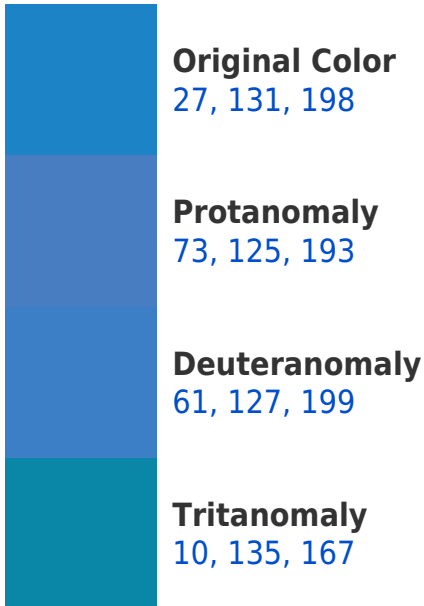 Original Color
27, 131, 198
Protanomaly
73, 125, 193
Deuteranomaly
61, 127, 199
Tritanomaly
10, 135, 167